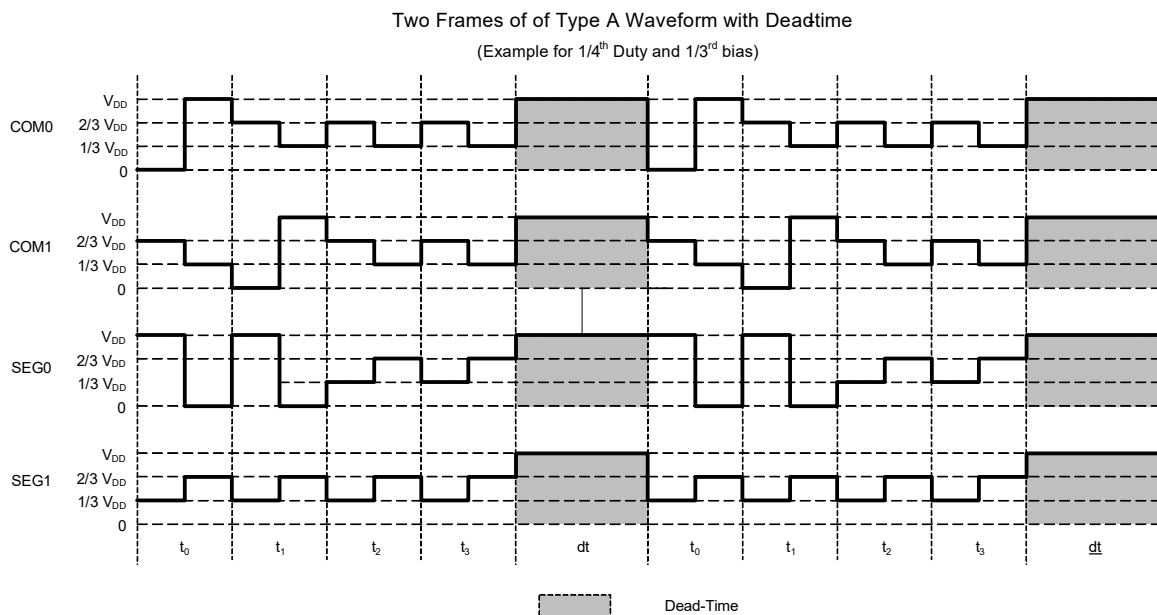 Two Frames of of Type A Waveform with Dead-time
(Example for 1/4th Duty and 1/3rd bias)
VDD
COM0
2/3 VDD
1/3 VDD
0
VDD
COM1
2/3 VDD
1/3 VDD
0
VDD
SEG0
2/3 VDD
1/3 VDD
0
VDD
SEG1
2/3 VDD
1/3 VDD
0
t0 t1 t2 t3 dt t0 t1 t2 t3 dt
Dead-Time